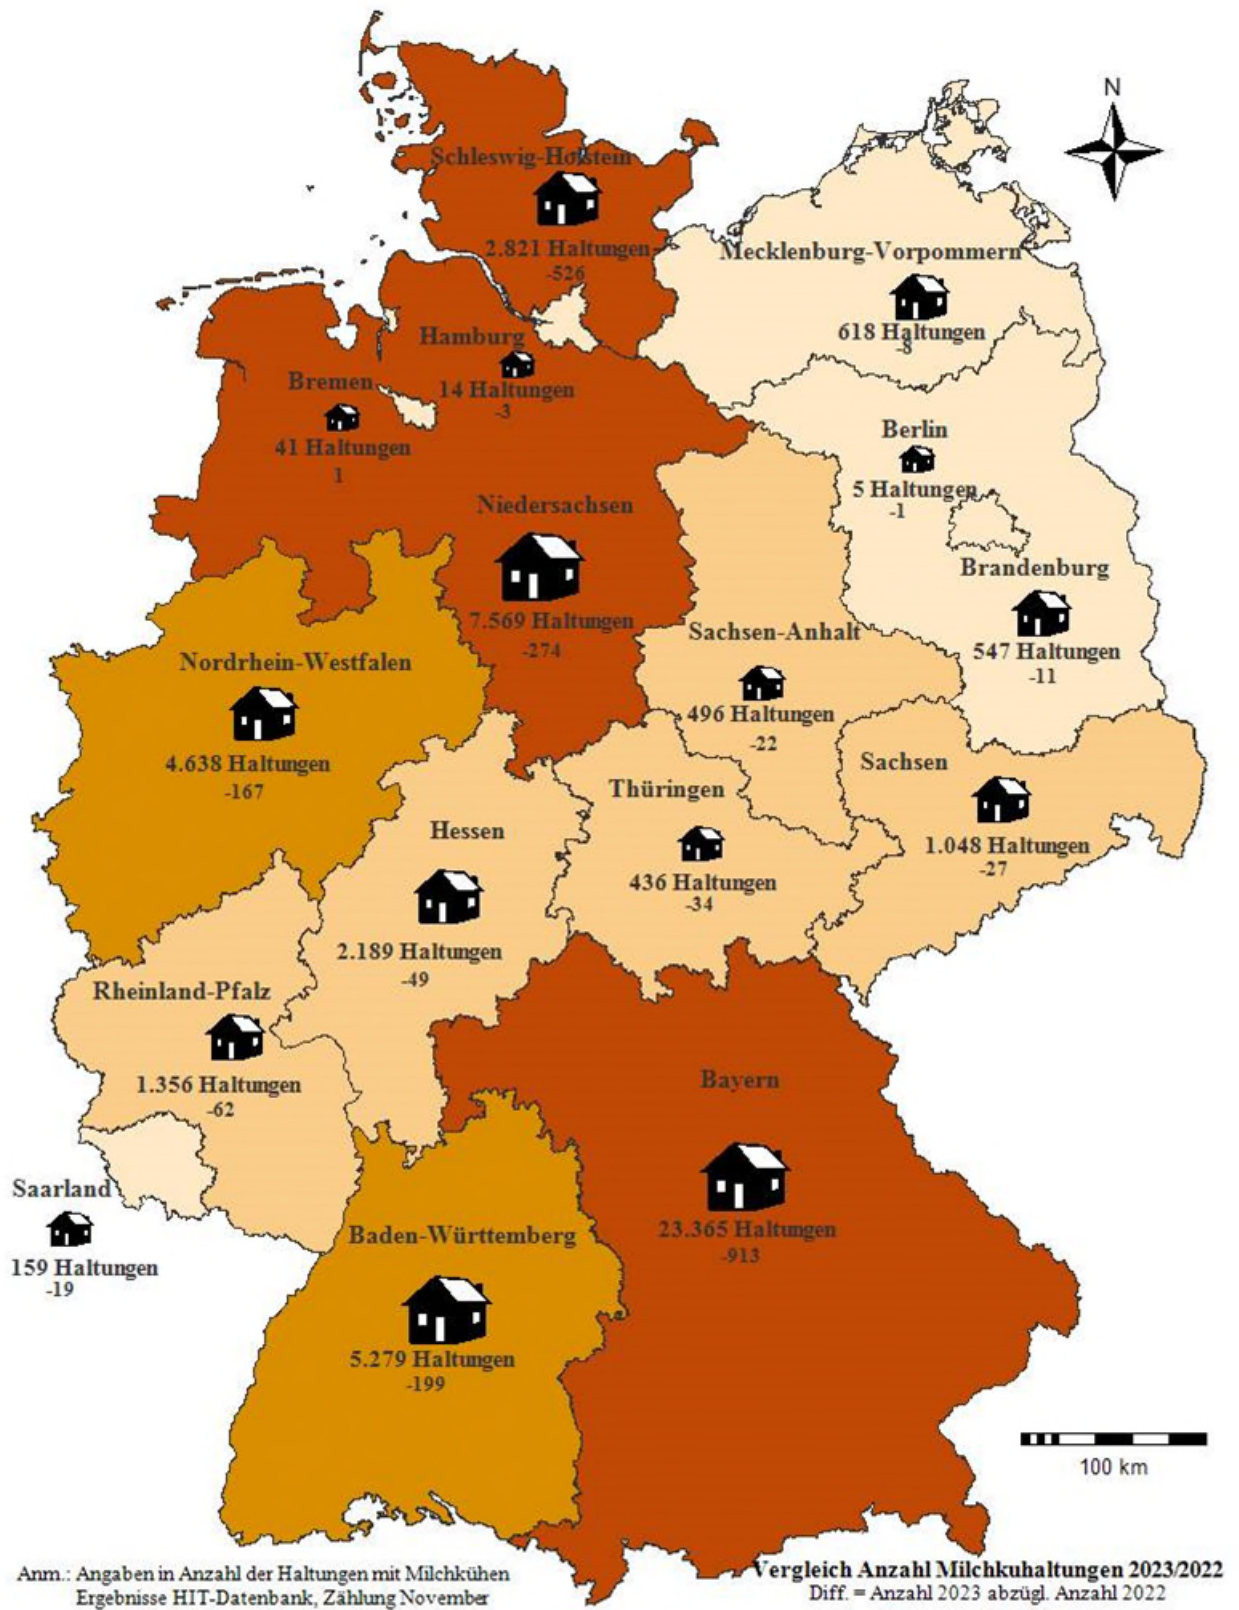 N
Schleswig-Holstein
2.821 Haltungen
-526
Mecklenburg-Vorpommern
618 Haltungen
-8
Hamburg
14 Haltungen
-3
Bremen
41 Haltungen
1
Berlin
5 Haltungen
-1
Niedersachsen
7.569 Haltungen
-274
Brandenburg
547 Haltungen
-11
Sachsen-Anhalt
496 Haltungen
-22
Nordrhein-Westfalen
4.638 Haltungen
-167
Sachsen
1.048 Haltungen
-27
Thüringen
436 Haltungen
-34
Hessen
2.189 Haltungen
-49
Rheinland-Pfalz
1.356 Haltungen
-62
Bayern
23.365 Haltungen
-913
Saarland
159 Haltungen
-19
Baden-Württemberg
5.279 Haltungen
-199
100 km
Anm.: Angaben in Anzahl der Haltungen mit Milchkühen
Ergebnisse HIT-Datenbank, Zählung November
Vergleich Anzahl Milchkuhaltungen 2023/2022
Diff. = Anzahl 2023 abzügl. Anzahl 2022